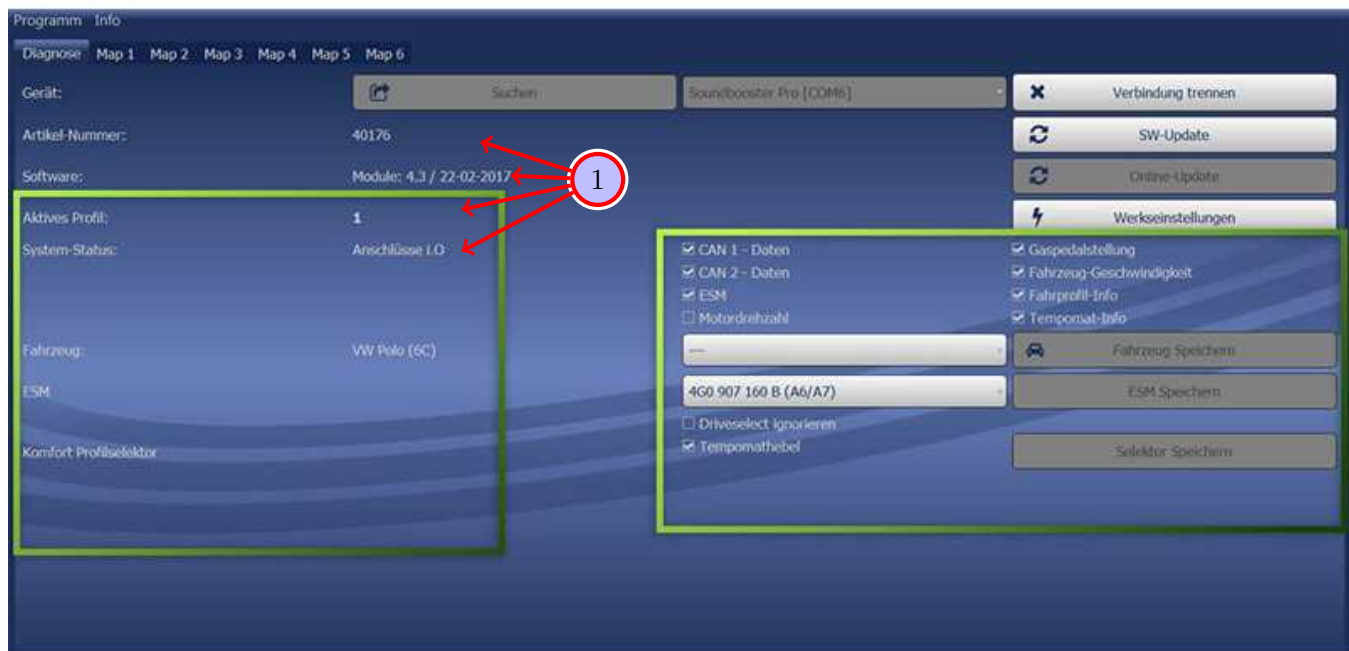 Programm Info
Diagnose Map 1 Map 2 Map 3 Map 4 Map 5 Map 6
Gerät: Suchen Soundbooster Pro [COM6] Verbindung trennen
Artikel-Nummer: 40176 SW-Update
1
Software: Module: 4.3 / 22-02-2017 Online-Update
Aktives Profil: 1 Werkseinstellungen
System-Status: Anschlüsse I.O CAN 1 - Daten Gaspedalstellung
CAN 2 - Daten Fahrzeug-Geschwindigkeit
ESM Fahrprofil-Info
Motordrehzahl Tempomat-Info
Fahrzeug: VW Polo (6C) --- Fahrzeug Speichern
ESM 4G0 907 160 B (A6/A7) ESM Speichern
Driveselect ignorieren
Komfort Profilselektor Tempomathebel Selektor Speichern